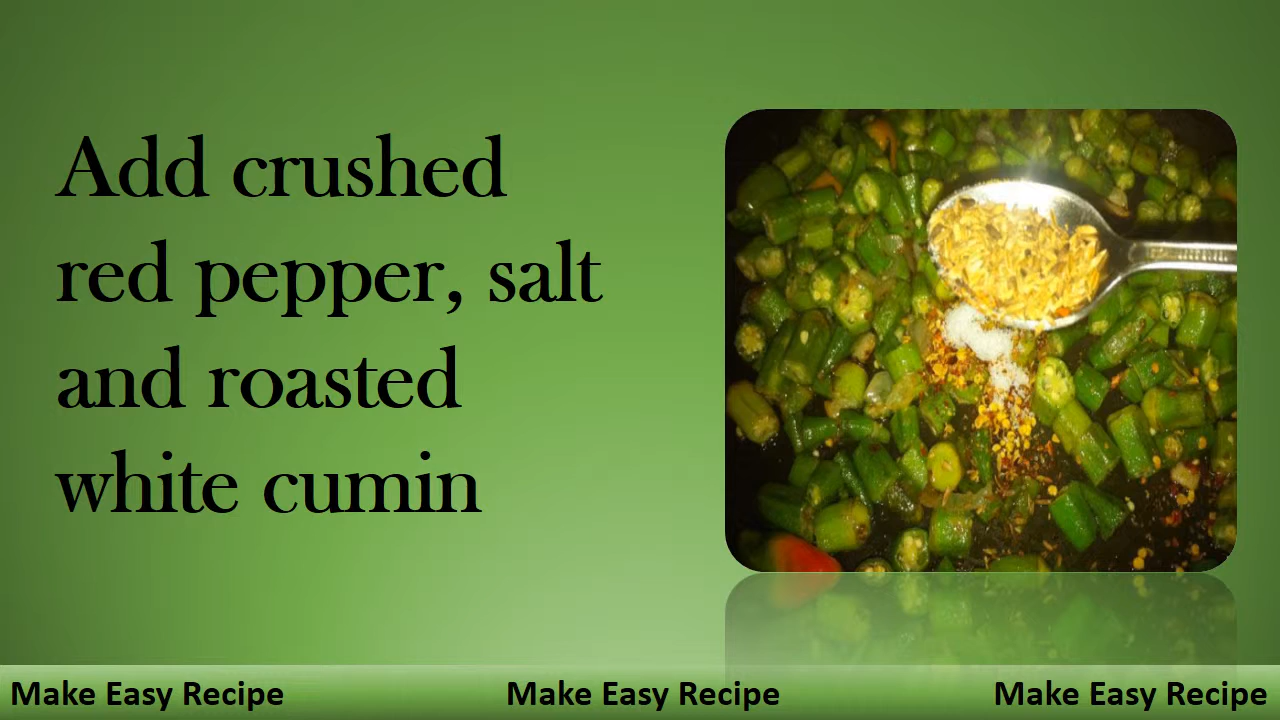 Add crushed
red pepper, salt
and roasted
white cumin
Make Easy Recipe Make Easy Recipe Make Easy Recipe